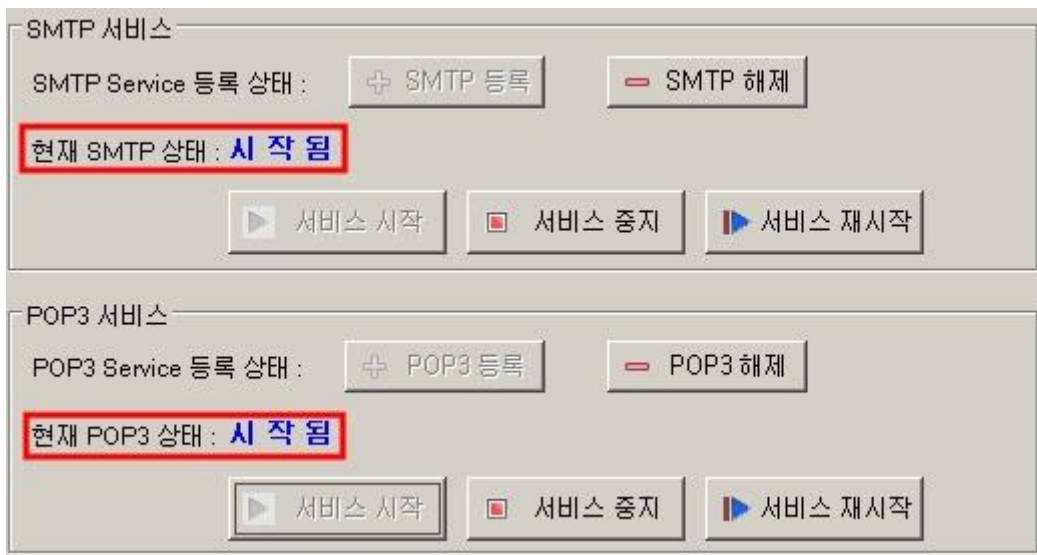 SMTP 서비스
SMTP Service 등록 상태 : SMTP 등록 SMTP 해제
현재 SMTP 상태 : 시 작 됨
서비스 시작 서비스 중지 서비스 재시작
POP3 서비스
POP3 Service 등록 상태 : POP3 등록 POP3 해제
현재 POP3 상태 : 시 작 됨
서비스 시작 서비스 중지 서비스 재시작